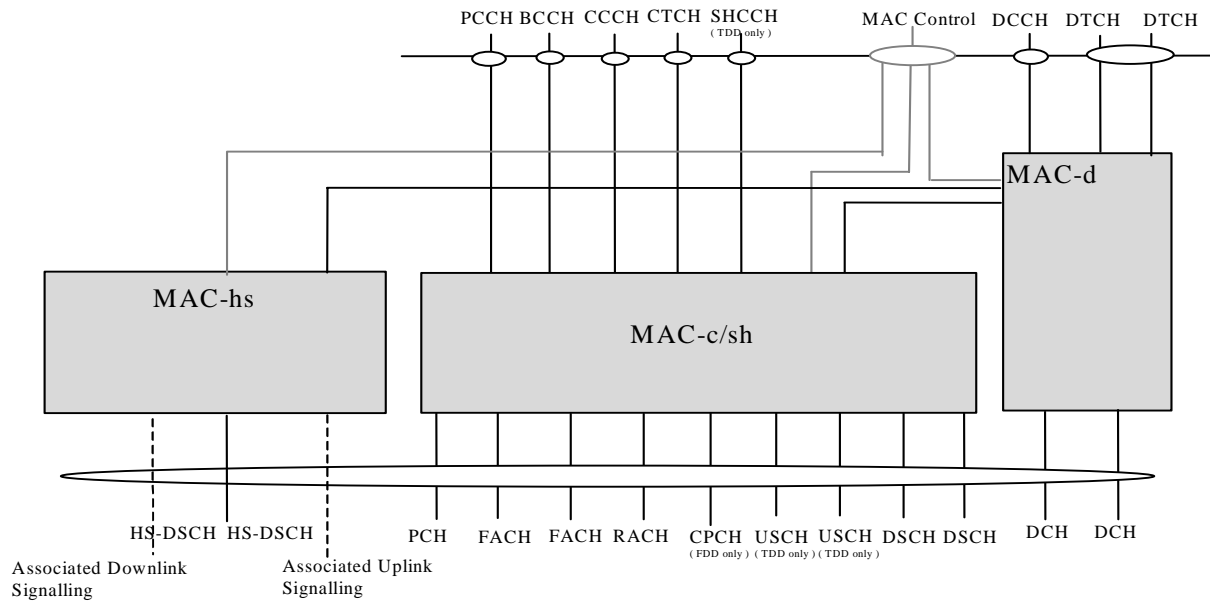 PCCH BCCH CCCH CTCH SHCCH MAC Control DCCH DTCH DTCH
( TDD only )
MAC-d
MAC-hs
MAC-c/sh
HS-DSCH HS-DSCH PCH FACH FACH RACH CPCH USCH USCH DSCH DSCH DCH DCH
( FDD only ) ( TDD only ) ( TDD only )
Associated Downlink
Signalling
Associated Uplink
Signalling